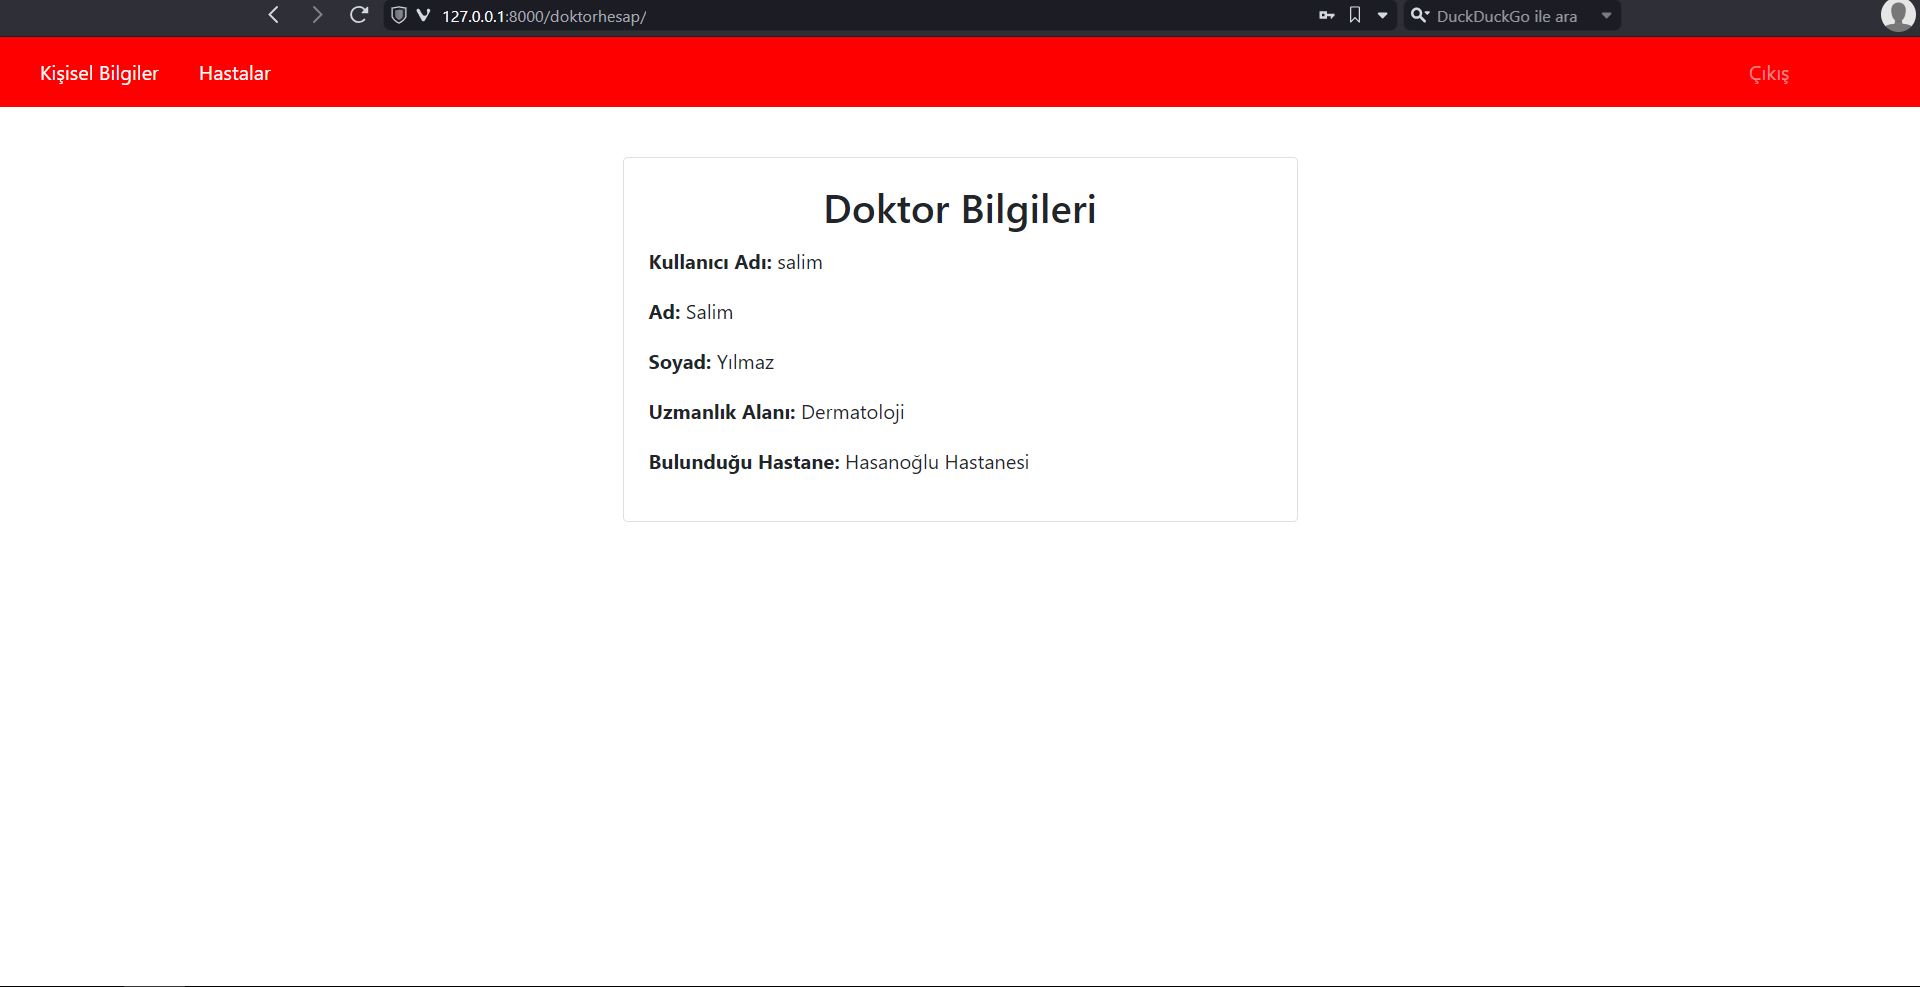 127.0.0.1:8000/doktorhesap/
DuckDuckGo ile ara
Kişisel Bilgiler
Hastalar
Çıkış
Doktor Bilgileri
Kullanıcı Adı: salim
Ad: Salim
Soyad: Yılmaz
Uzmanlık Alanı: Dermatoloji
Bulunduğu Hastane: Hasanoğlu Hastanesi